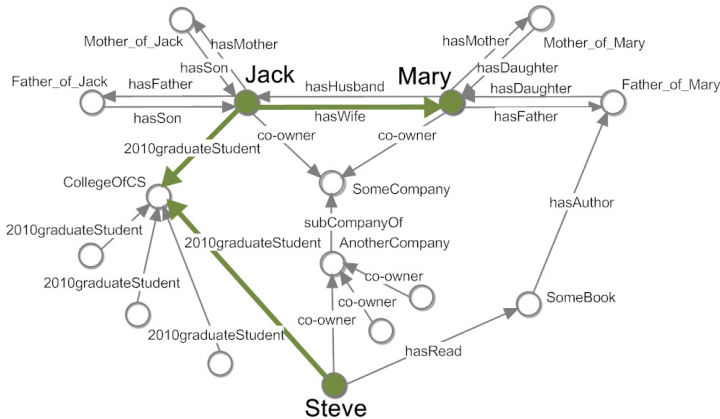 Mother_of_Jack
hasMother
hasMother
Mother_of_Mary
hasSon
hasDaughter
Father_of_Jack
hasFather
Jack
hasHusband
Mary
hasDaughter
Father_of_Mary
hasSon
hasWife
hasFather
co-owner
co-owner
2010graduateStudent
CollegeOfCS
SomeCompany
hasAuthor
subCompanyOf
2010graduateStudent
2010graduateStudent
AnotherCompany
2010graduateStudent
co-owner
co-owner
SomeBook
co-owner
2010graduateStudent
hasRead
Steve